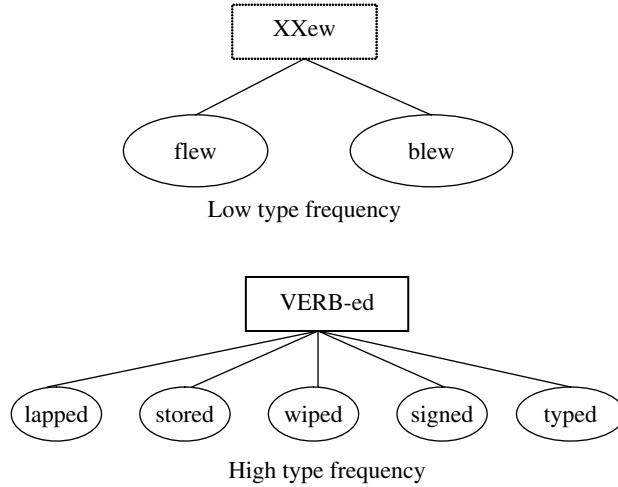 XXew
flew blew
Low type frequency
VERB-ed
lapped stored wiped signed typed
High type frequency